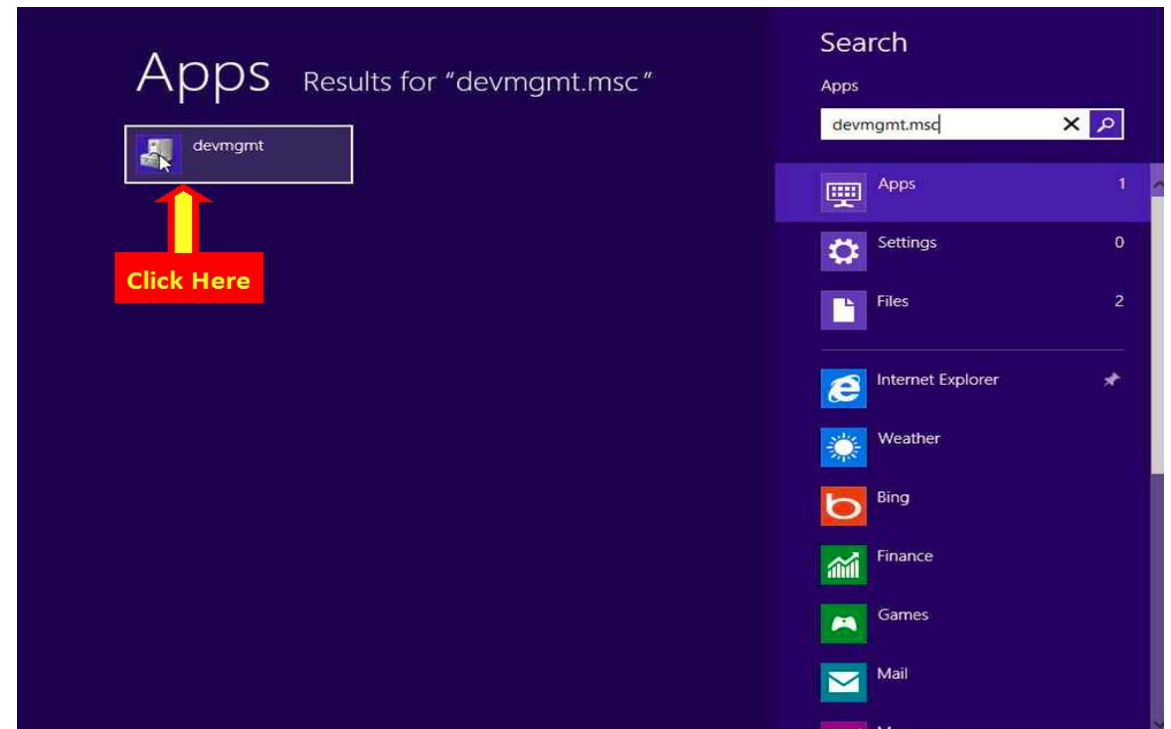 Apps Results for "devmgmt.msc"
devmgmt
Click Here
Search
Apps
devmgmt.msc
Apps 1
Settings 0
Files 2
Internet Explorer
Weather
Bing
Finance
Games
Mail